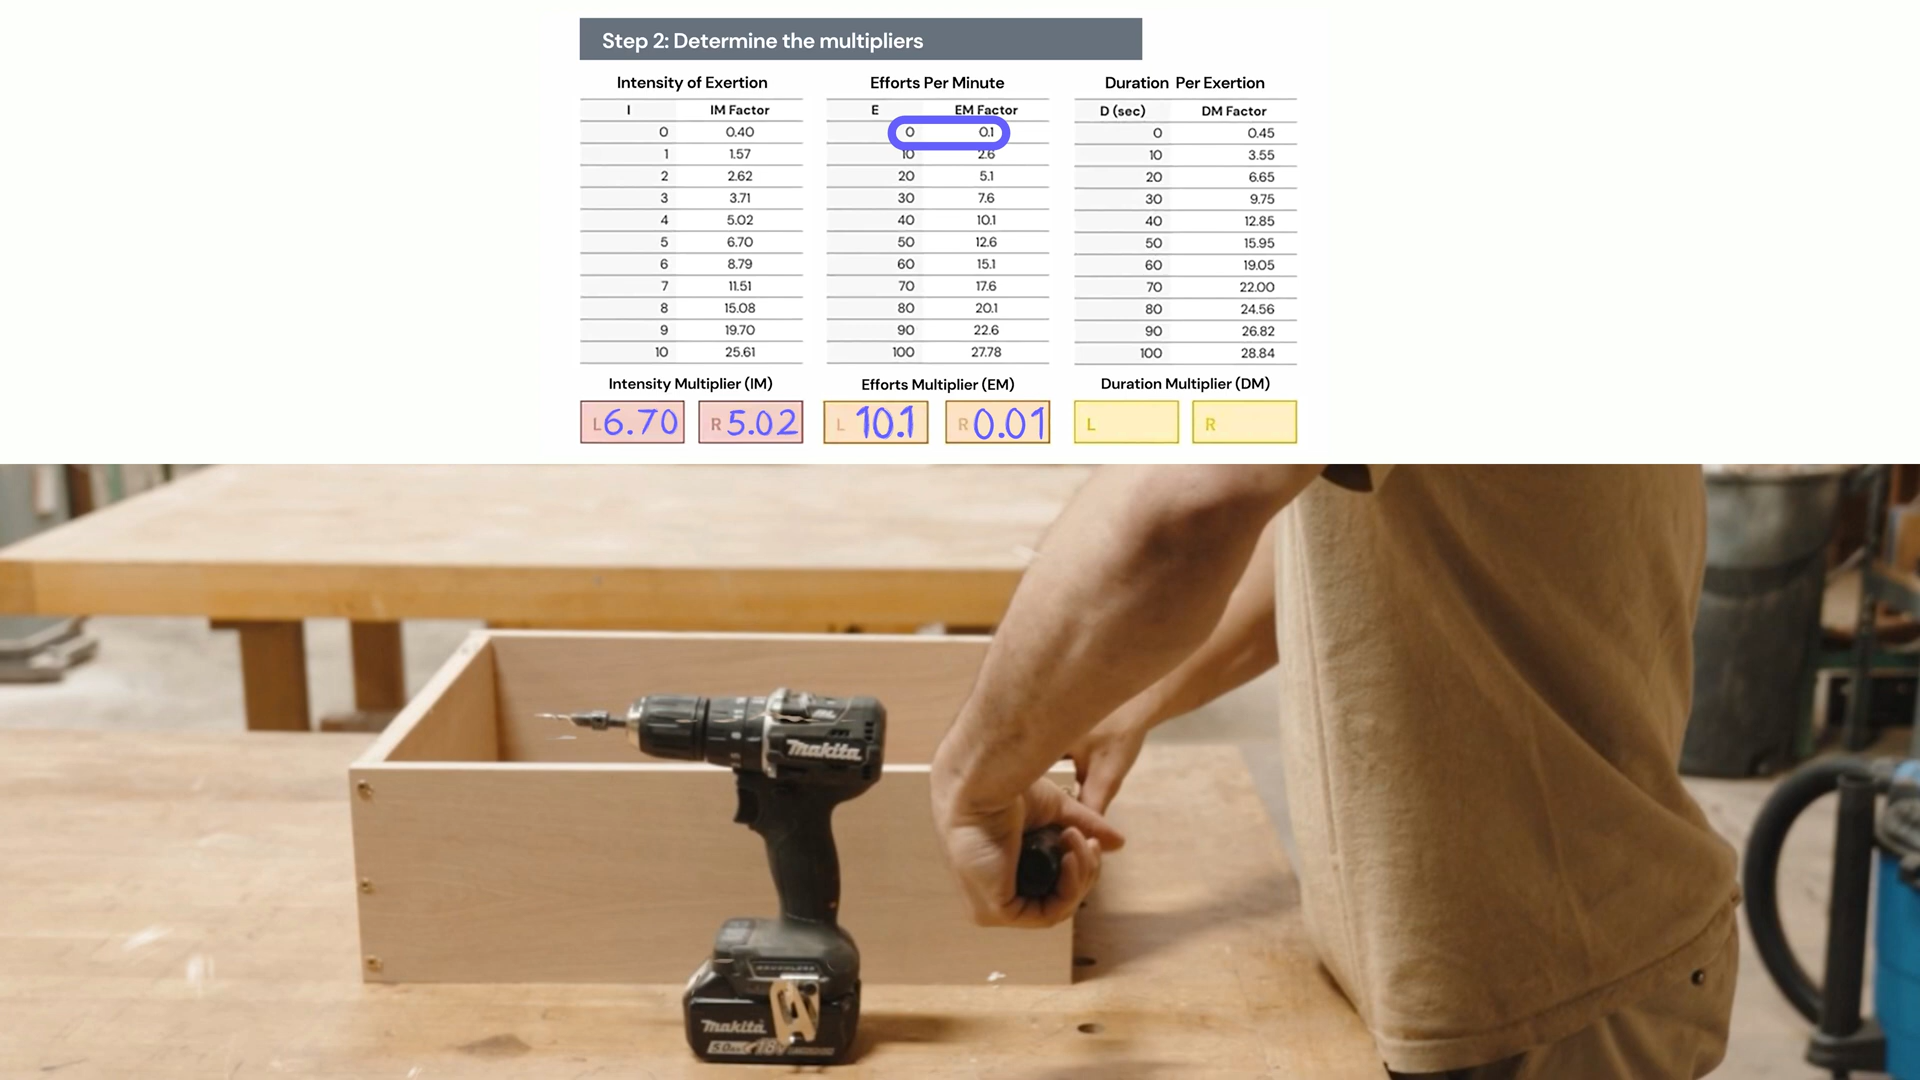 Step 2: Determine the multipliers
Intensity of Exertion
I IM Factor
0 0.40
1 1.57
2 2.62
3 3.71
4 5.02
5 6.70
6 8.79
7 11.51
8 15.08
9 19.70
10 25.61
Intensity Multiplier (IM)
L 6.70 R 5.02
Efforts Per Minute
E EM Factor
0 0.1
10 2.6
20 5.1
30 7.6
40 10.1
50 12.6
60 15.1
70 17.6
80 20.1
90 22.6
100 27.78
Efforts Multiplier (EM)
L 10.1 R 0.01
Duration Per Exertion
D (sec) DM Factor
0 0.45
10 3.55
20 6.65
30 9.75
40 12.85
50 15.95
60 19.05
70 22.00
80 24.56
90 26.82
100 28.84
Duration Multiplier (DM)
L R
makita
makita
5.0 18V